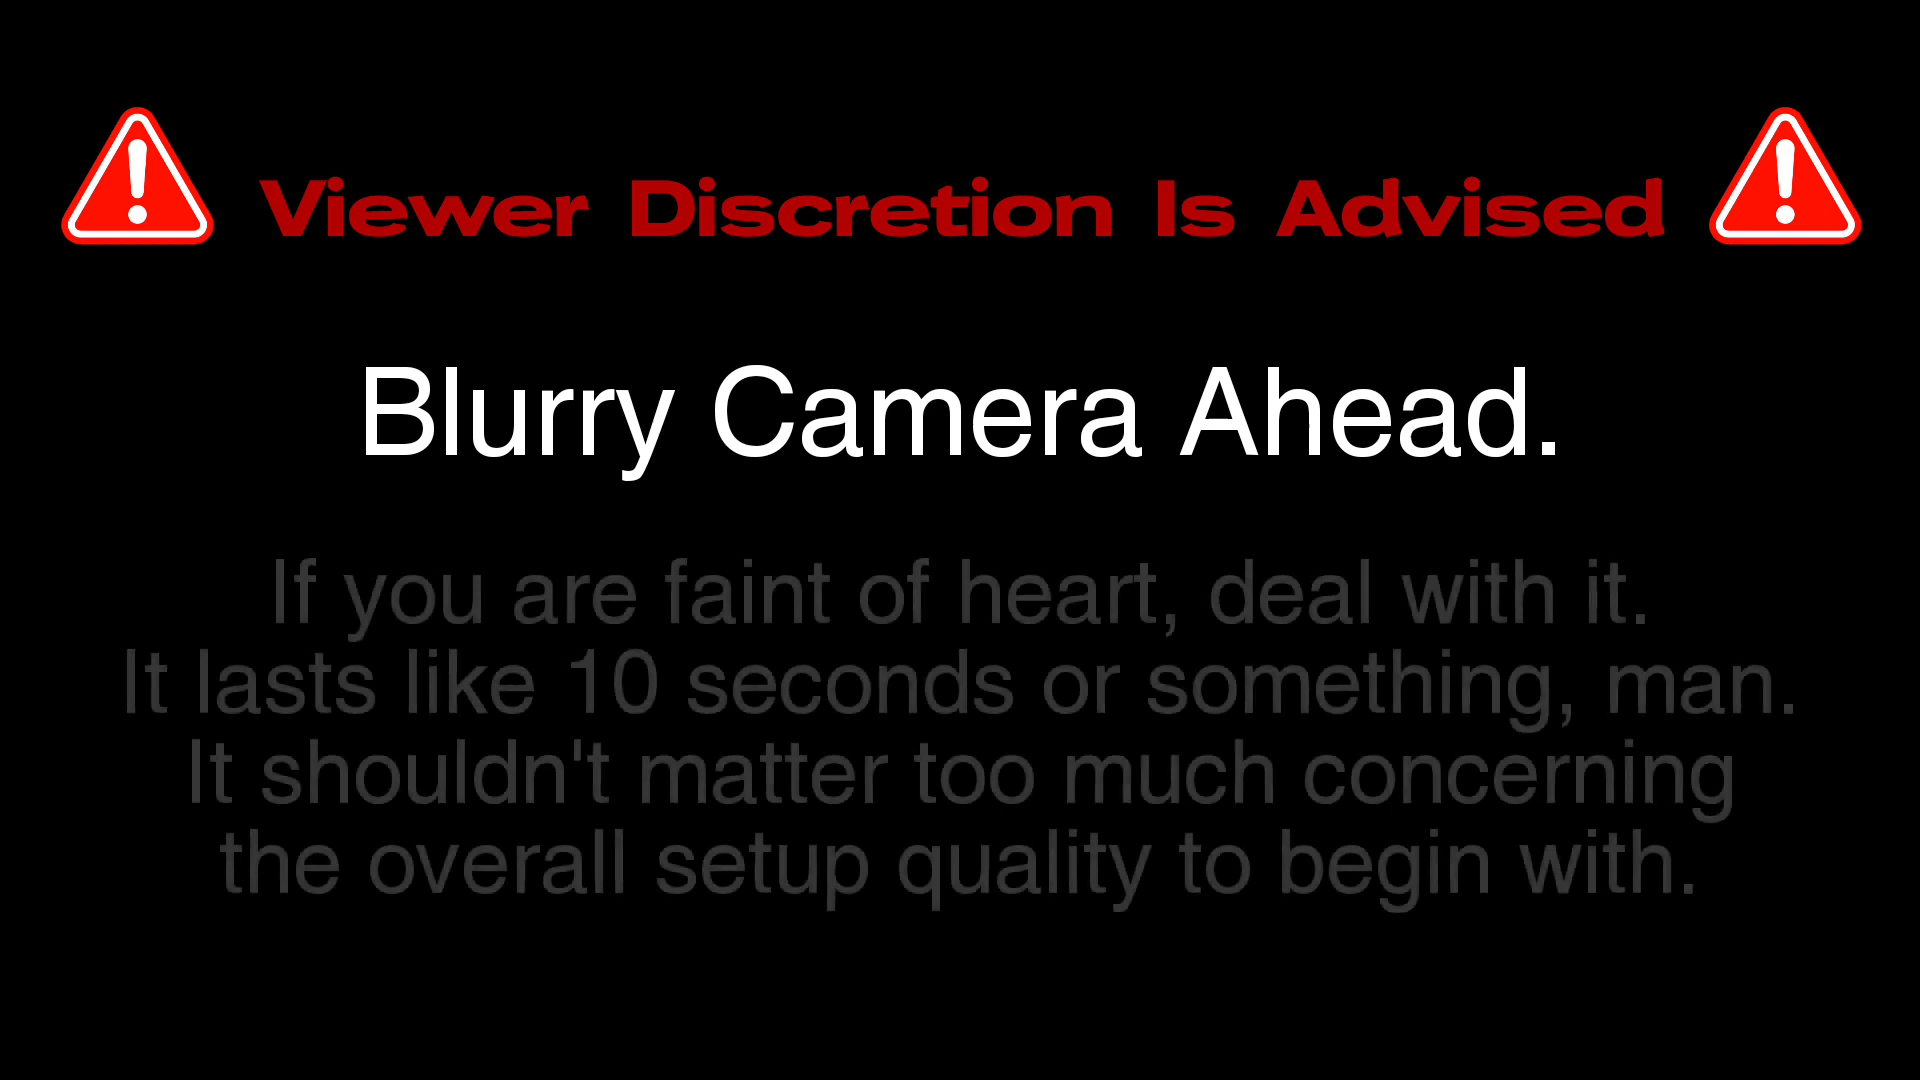 Viewer Discretion Is Advised
Blurry Camera Ahead.
If you are faint of heart, deal with it.
It lasts like 10 seconds or something, man.
It shouldn't matter too much concerning
the overall setup quality to begin with.